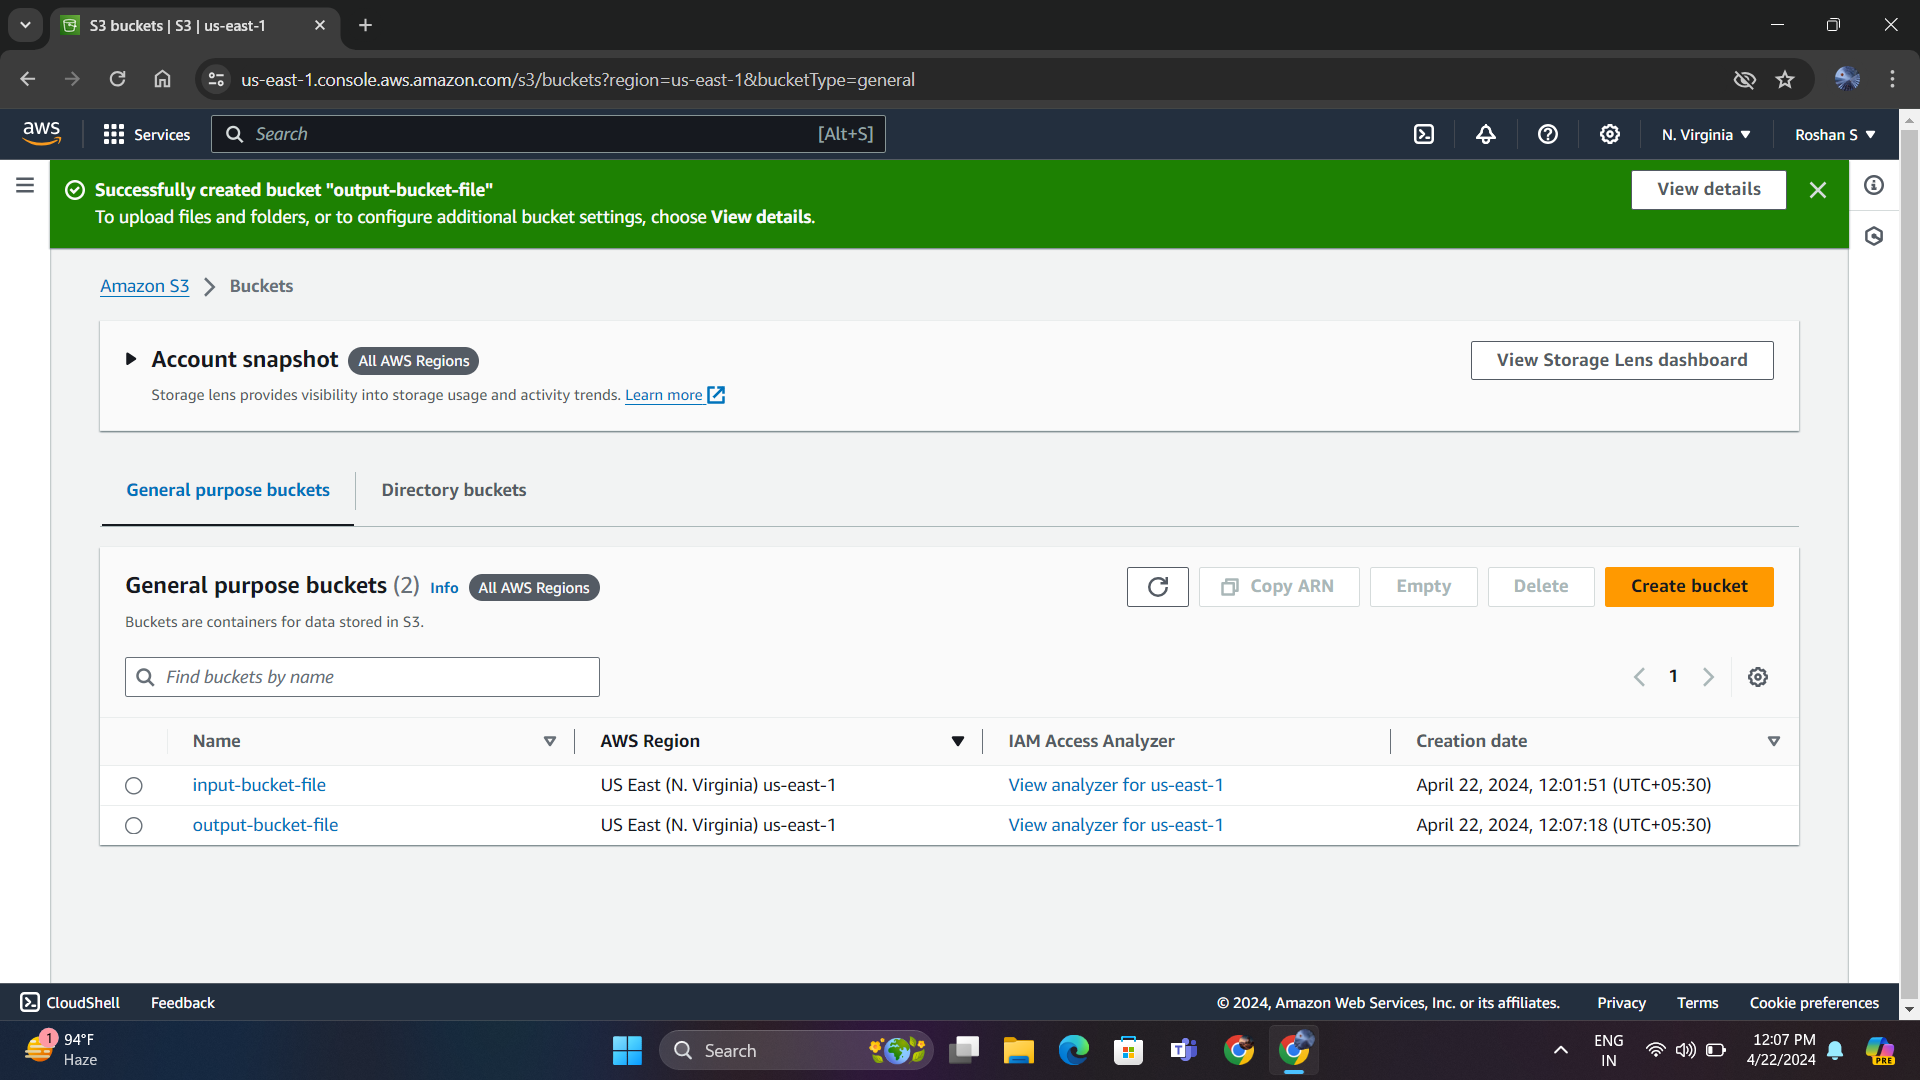 S3 buckets | S3 | us-east-1
us-east-1.console.aws.amazon.com/s3/buckets?region=us-east-1&bucketType=general
aws Services Search [Alt+S] N. Virginia Roshan S
Successfully created bucket "output-bucket-file" View details
To upload files and folders, or to configure additional bucket settings, choose View details.
Amazon S3 Buckets
Account snapshot All AWS Regions View Storage Lens dashboard
Storage lens provides visibility into storage usage and activity trends. Learn more
General purpose buckets Directory buckets
General purpose buckets (2) Info All AWS Regions Copy ARN Empty Delete Create bucket
Buckets are containers for data stored in S3.
Find buckets by name 1
Name AWS Region IAM Access Analyzer Creation date
input-bucket-file US East (N. Virginia) us-east-1 View analyzer for us-east-1 April 22, 2024, 12:01:51 (UTC+05:30)
output-bucket-file US East (N. Virginia) us-east-1 View analyzer for us-east-1 April 22, 2024, 12:07:18 (UTC+05:30)
CloudShell Feedback © 2024, Amazon Web Services, Inc. or its affiliates. Privacy Terms Cookie preferences
1 94°F Search ENG 12:07 PM
Haze IN 4/22/2024 PRE